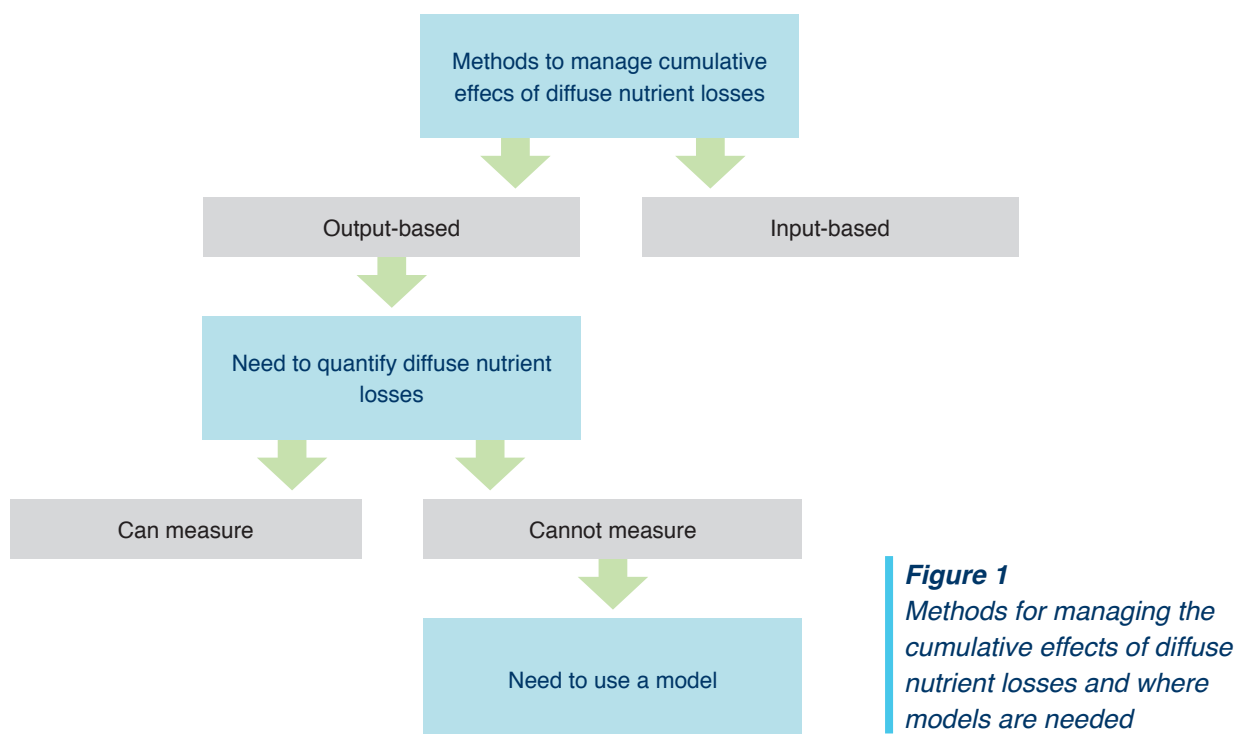 Methods to manage cumulative
effecs of diffuse nutrient losses
Output-based
Input-based
Need to quantify diffuse nutrient
losses
Can measure
Cannot measure
Need to use a model
Figure 1
Methods for managing the
cumulative effects of diffuse
nutrient losses and where
models are needed